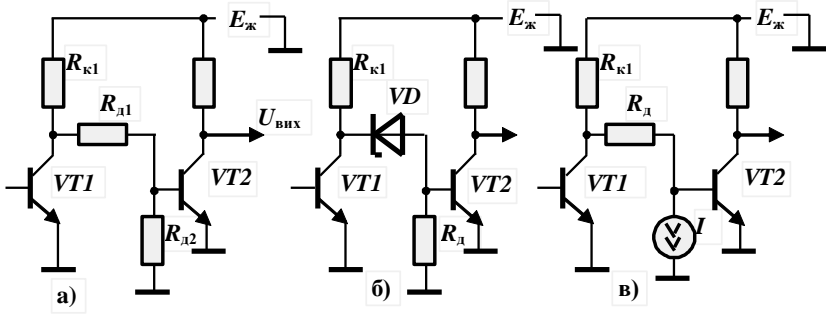 Eж
Rк1
Rд1
Uвих
VT1
VT2
Rд2
а)
Eж
Rк1
VD
VT1
VT2
Rд
б)
Eж
Rк1
Rд
VT1
VT2
I
в)